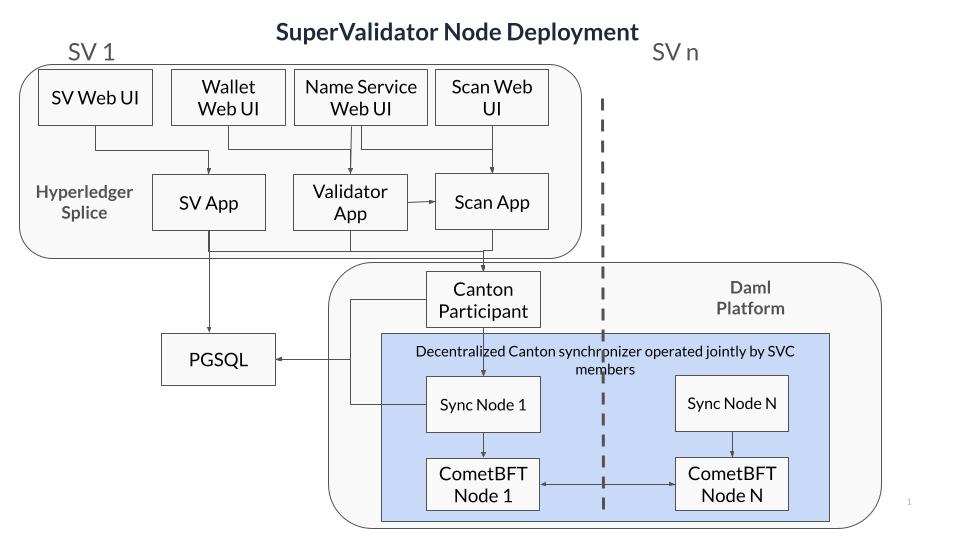 SuperValidator Node Deployment
SV 1
SV n
SV Web UI
Wallet
Web UI
Name Service
Web UI
Scan Web
UI
Hyperledger
Splice
SV App
Validator
App
Scan App
Canton
Participant
Daml
Platform
PGSQL
Decentralized Canton synchronizer operated jointly by SVC
members
Sync Node 1
Sync Node N
CometBFT
Node 1
CometBFT
Node N
1